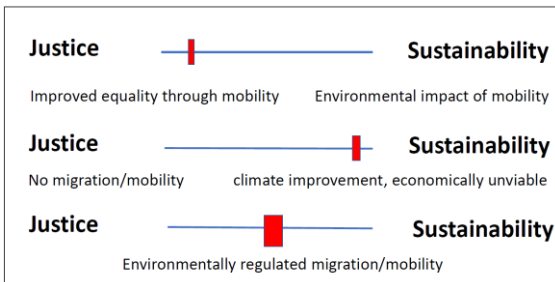 Justice Sustainability
Improved equality through mobility Environmental impact of mobility
Justice Sustainability
No migration/mobility climate improvement, economically unviable
Justice Sustainability
Environmentally regulated migration/mobility